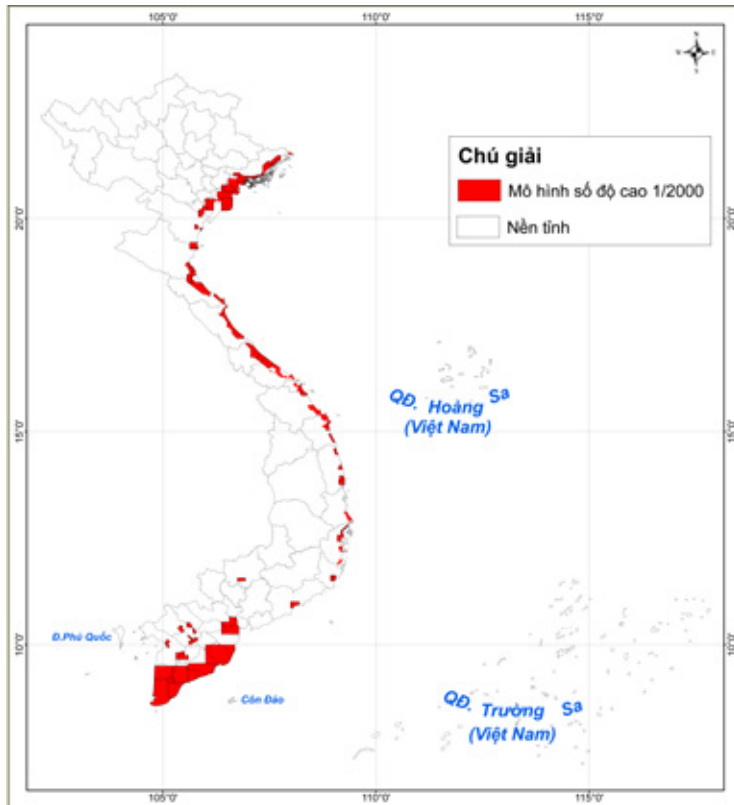 105°0'
110°0'
115°0'
N
W
E
S
Chú giải
Mô hình số độ cao 1/2000
Nền tỉnh
20°0'
20°0'
QĐ. Hoàng Sa
(Việt Nam)
15°0'
15°0'
Đ.Phú Quốc
10°0'
10°0'
Côn Đảo
QĐ. Trường Sa
(Việt Nam)
105°0'
110°0'
115°0'